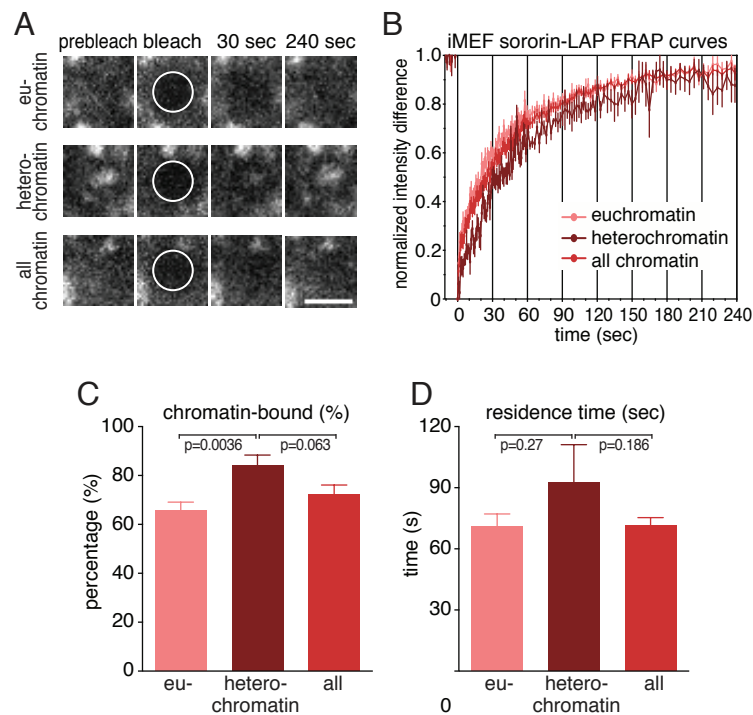 A
prebleach bleach 30 sec 240 sec
eu-
chromatin
hetero-
chromatin
all
chromatin
B
iMEF sororin-LAP FRAP curves
normalized intensity difference
1.0
0.8
0.6
0.4
0.2
0
euchromatin
heterochromatin
all chromatin
0 30 60 90 120 150 180 210 240
time (sec)
C
chromatin-bound (%)
percentage (%)
100
80
60
40
20
0
p=0.0036
p=0.063
eu- hetero- all
chromatin
D
residence time (sec)
time (s)
120
90
60
30
0
p=0.27
p=0.186
eu- hetero- all
chromatin